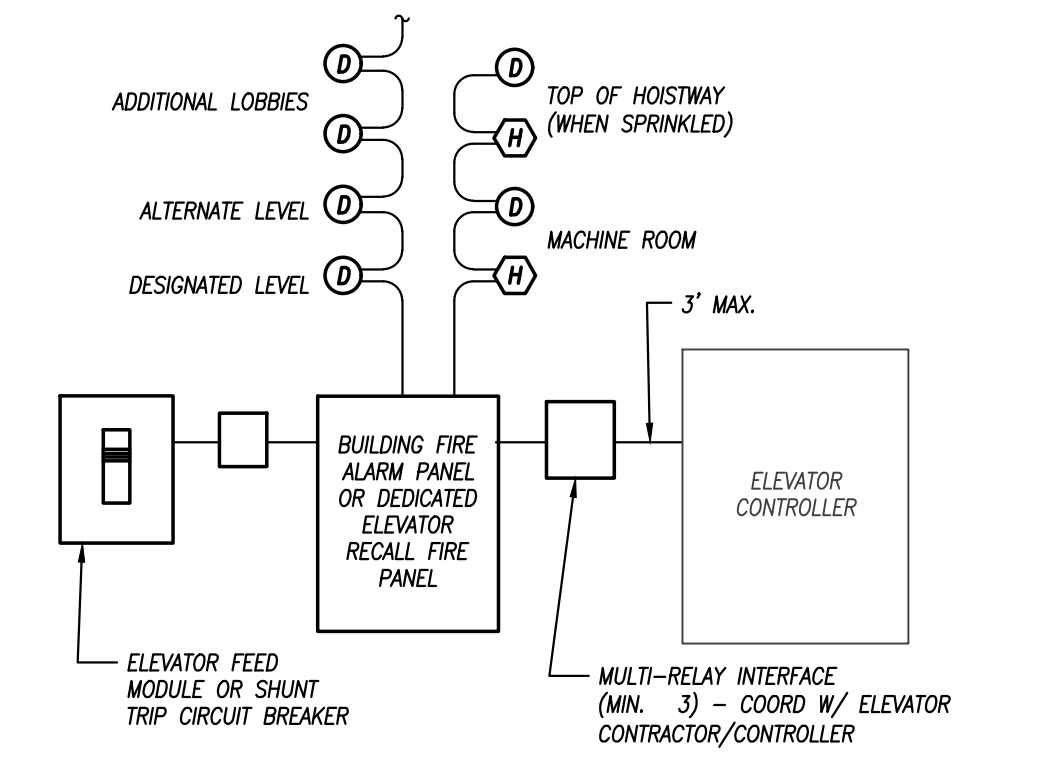 D
D
ADDITIONAL LOBBIES
TOP OF HOISTWAY
(WHEN SPRINKLED)
D
H
ALTERNATE LEVEL
D
D
MACHINE ROOM
DESIGNATED LEVEL
D
H
3' MAX.
BUILDING FIRE
ALARM PANEL
OR DEDICATED
ELEVATOR
RECALL FIRE
PANEL
ELEVATOR
CONTROLLER
ELEVATOR FEED
MODULE OR SHUNT
TRIP CIRCUIT BREAKER
MULTI-RELAY INTERFACE
(MIN. 3) - COORD W/ ELEVATOR
CONTRACTOR/CONTROLLER